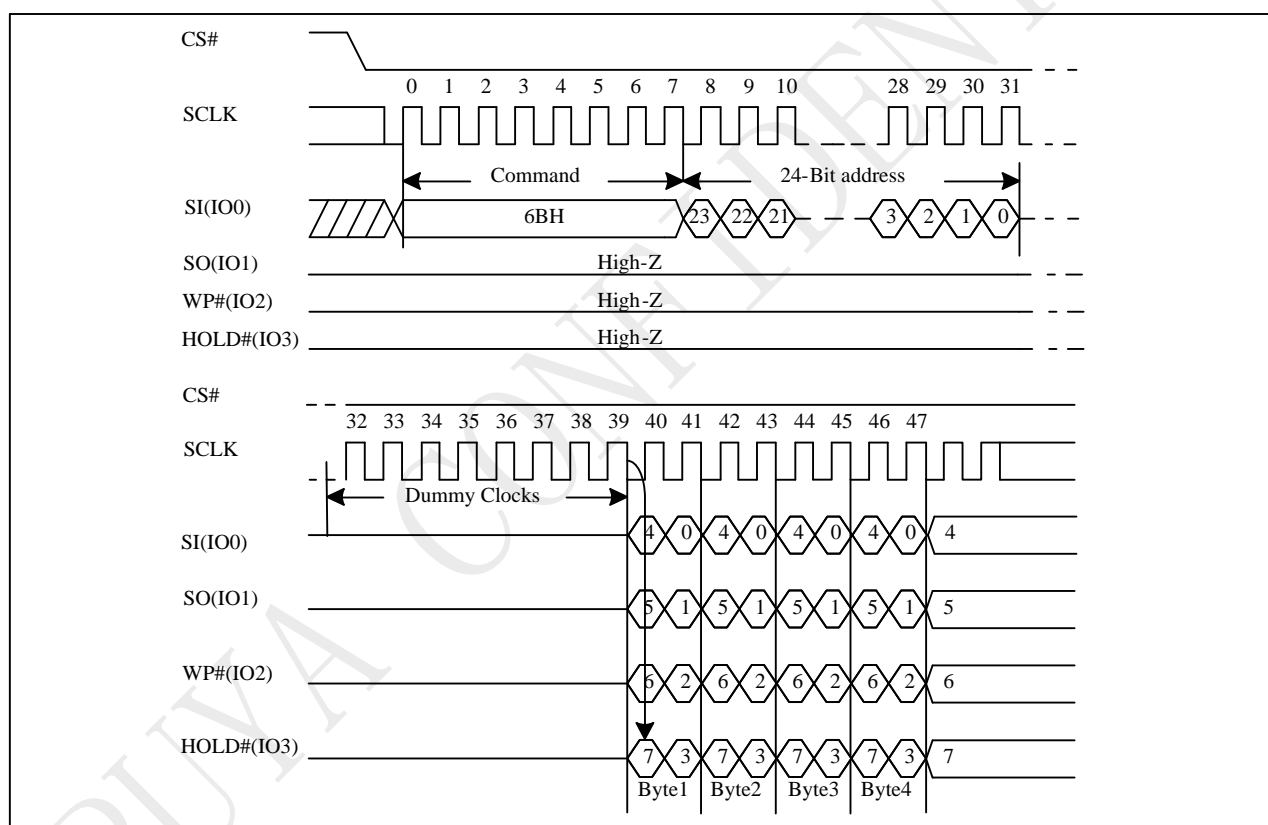 CS#
0 1 2 3 4 5 6 7 8 9 10 28 29 30 31
SCLK
Command 24-Bit address
SI(IO0) 6BH 23 22 21 3 2 1 0
SO(IO1) High-Z
WP#(IO2) High-Z
HOLD#(IO3) High-Z
CS#
32 33 34 35 36 37 38 39 40 41 42 43 44 45 46 47
SCLK
Dummy Clocks
SI(IO0) 4 0 4 0 4 0 4 0 4
SO(IO1) 5 1 5 1 5 1 5 1 5
WP#(IO2) 6 2 6 2 6 2 6 2 6
HOLD#(IO3) 7 3 7 3 7 3 7 3 7
Byte1 Byte2 Byte3 Byte4
PUYA CONFIDENT